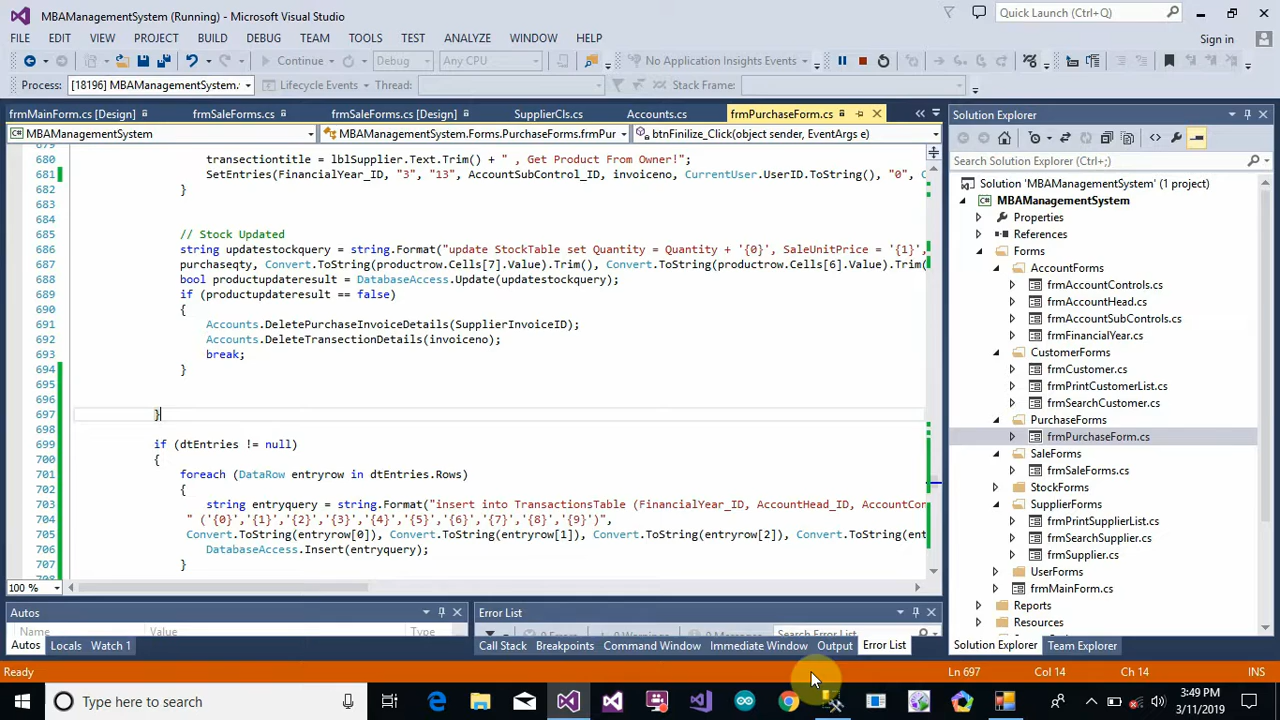 MBAManagementSystem (Running) - Microsoft Visual Studio
Quick Launch (Ctrl+Q)
FILE EDIT VIEW PROJECT BUILD DEBUG TEAM TOOLS TEST ANALYZE WINDOW HELP
Sign in
Continue Debug Any CPU No Application Insights Events
Process: [18196] MBAManagementSystem. Lifecycle Events Thread: Stack Frame:
frmMainForm.cs [Design] frmSaleForms.cs frmSaleForms.cs [Design] SupplierCls.cs Accounts.cs frmPurchaseForm.cs
MBAManagementSystem MBAManagementSystem.Forms.PurchaseForms.frmPur btnFinilize_Click(object sender, EventArgs e)
679
680 transectiontitle = lblSupplier.Text.Trim() + " , Get Product From Owner!";
681 SetEntries(FinancialYear_ID, "3", "13", AccountSubControl_ID, invoiceno, CurrentUser.UserID.ToString(), "0",
682 }
683
684
685 // Stock Updated
686 string updatestockquery = string.Format("update StockTable set Quantity = Quantity + '{0}', SaleUnitPrice = '{1}',
687 purchaseqty, Convert.ToString(productrow.Cells[7].Value).Trim(), Convert.ToString(productrow.Cells[6].Value).Trim(
688 bool productupdateresult = DatabaseAccess.Update(updatestockquery);
689 if (productupdateresult == false)
690 {
691 Accounts.DeletePurchaseInvoiceDetails(SupplierInvoiceID);
692 Accounts.DeleteTransectionDetails(invoiceno);
693 break;
694 }
695
696
697 }
698
699 if (dtEntries != null)
700 {
701 foreach (DataRow entryrow in dtEntries.Rows)
702 {
703 string entryquery = string.Format("insert into TransactionsTable (FinancialYear_ID, AccountHead_ID, AccountCon
704 " ('{0}','{1}','{2}','{3}','{4}','{5}','{6}','{7}','{8}','{9}')",
705 Convert.ToString(entryrow[0]), Convert.ToString(entryrow[1]), Convert.ToString(entryrow[2]), Convert.ToString(ent
706 DatabaseAccess.Insert(entryquery);
707 }
100 %
Solution Explorer
Search Solution Explorer (Ctrl+;)
Solution 'MBAManagementSystem' (1 project)
MBAManagementSystem
Properties
References
Forms
AccountForms
frmAccountControls.cs
frmAccountHead.cs
frmAccountSubControls.cs
frmFinancialYear.cs
CustomerForms
frmCustomer.cs
frmPrintCustomerList.cs
frmSearchCustomer.cs
PurchaseForms
frmPurchaseForm.cs
SaleForms
frmSaleForms.cs
StockForms
SupplierForms
frmPrintSupplierList.cs
frmSearchSupplier.cs
frmSupplier.cs
UserForms
frmMainForm.cs
Reports
Resources
Solution Explorer Team Explorer
Autos
Name Value Type
Autos Locals Watch 1
Error List
Search Error List
Call Stack Breakpoints Command Window Immediate Window Output Error List
Ready Ln 697 Col 14 Ch 14 INS
Type here to search
3:49 PM
3/11/2019